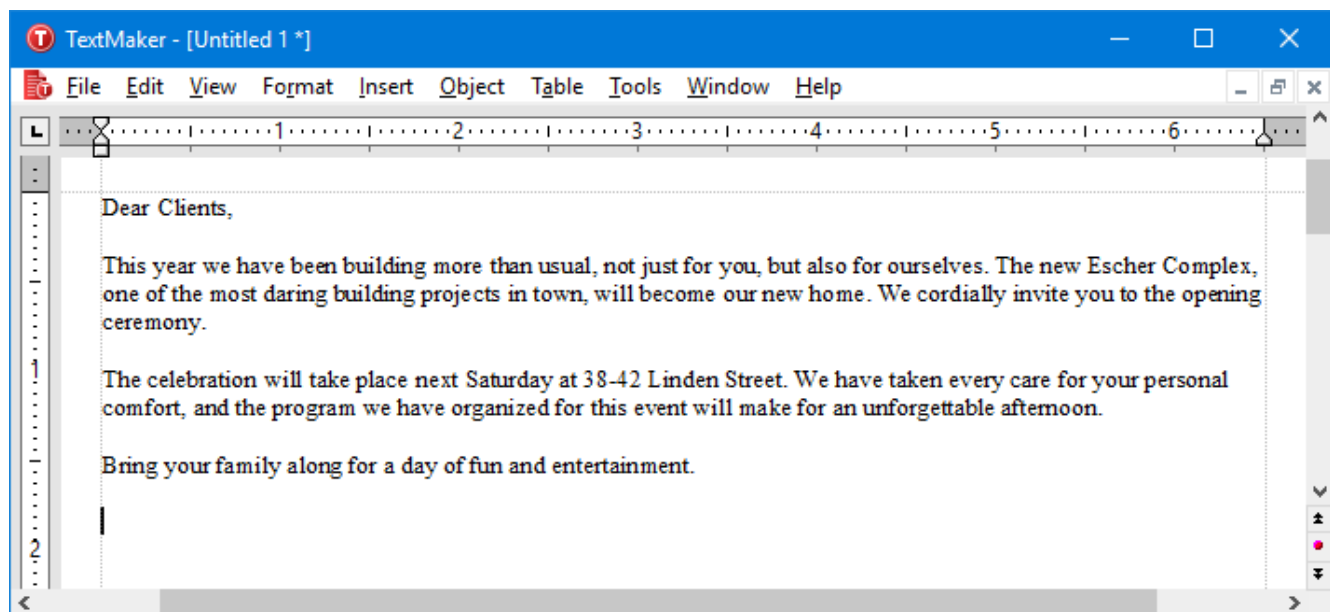 TextMaker - [Untitled 1 *]
File Edit View Format Insert Object Table Tools Window Help
L 1 2 3 4 5 6
Dear Clients,
This year we have been building more than usual, not just for you, but also for ourselves. The new Escher Complex,
one of the most daring building projects in town, will become our new home. We cordially invite you to the opening
ceremony.
1
The celebration will take place next Saturday at 38-42 Linden Street. We have taken every care for your personal
comfort, and the program we have organized for this event will make for an unforgettable afternoon.
Bring your family along for a day of fun and entertainment.
2